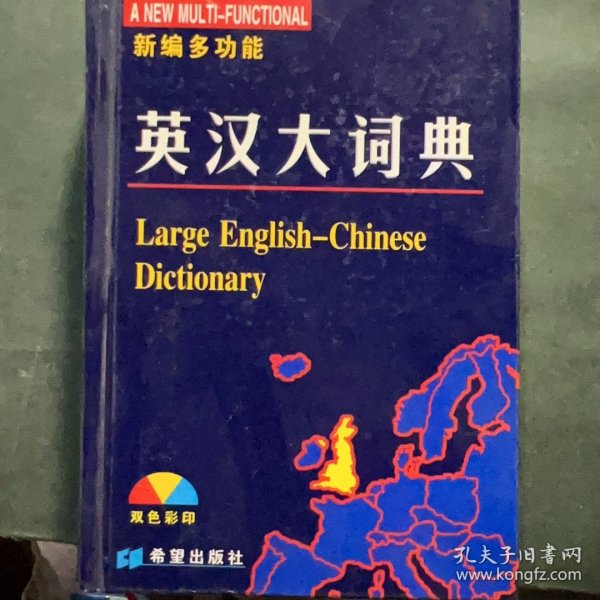 A NEW MULTI-FUNCTIONAL
新编多功能
英汉大词典
Large English-Chinese
Dictionary
双色彩印
希望出版社
孔夫子旧书网
www.kongfz.com